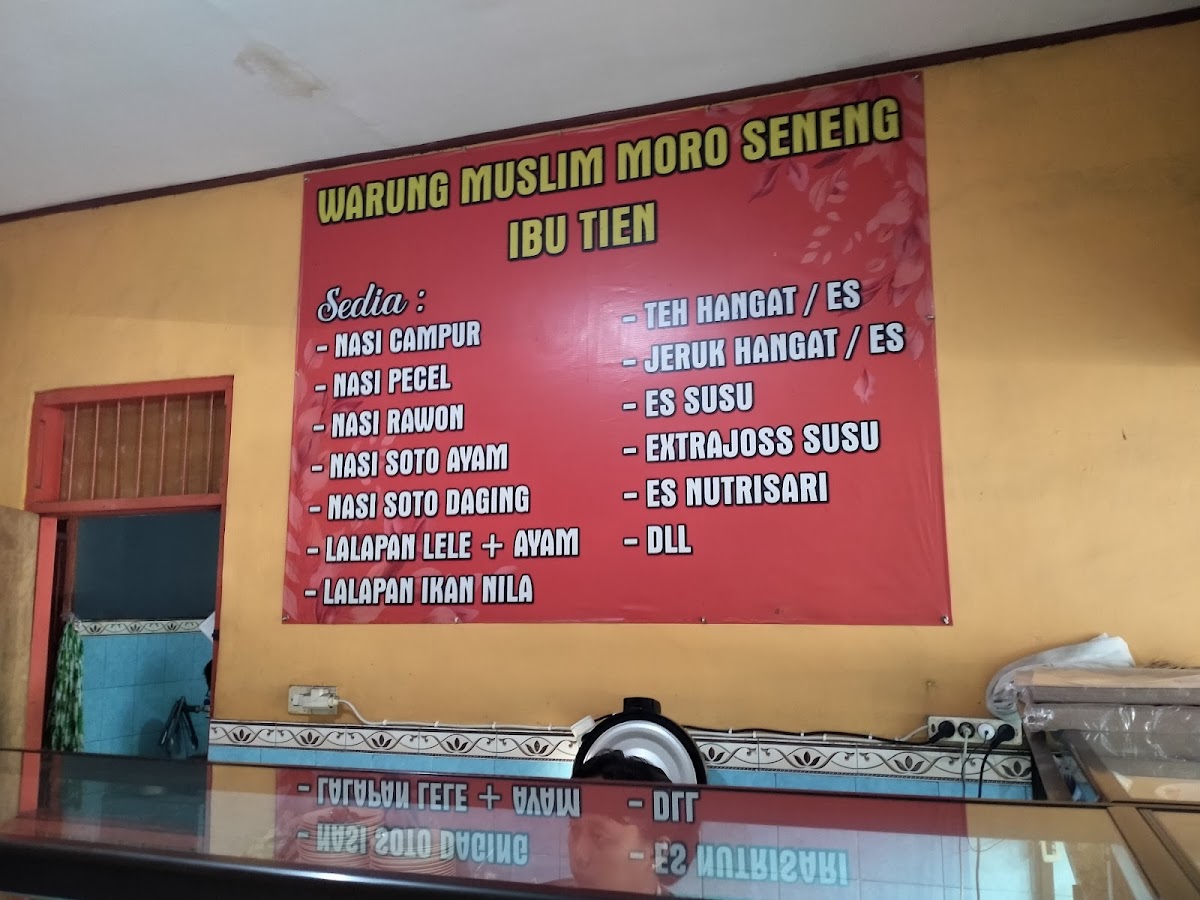 WARUNG MUSLIM MORO SENENG
IBU TIEN
Sedia :
- NASI CAMPUR
- NASI PECEL
- NASI RAWON
- NASI SOTO AYAM
- NASI SOTO DAGING
- LALAPAN LELE + AYAM
- LALAPAN IKAN NILA
- TEH HANGAT / ES
- JERUK HANGAT / ES
- ES SUSU
- EXTRAJOSS SUSU
- ES NUTRISARI
- DLL